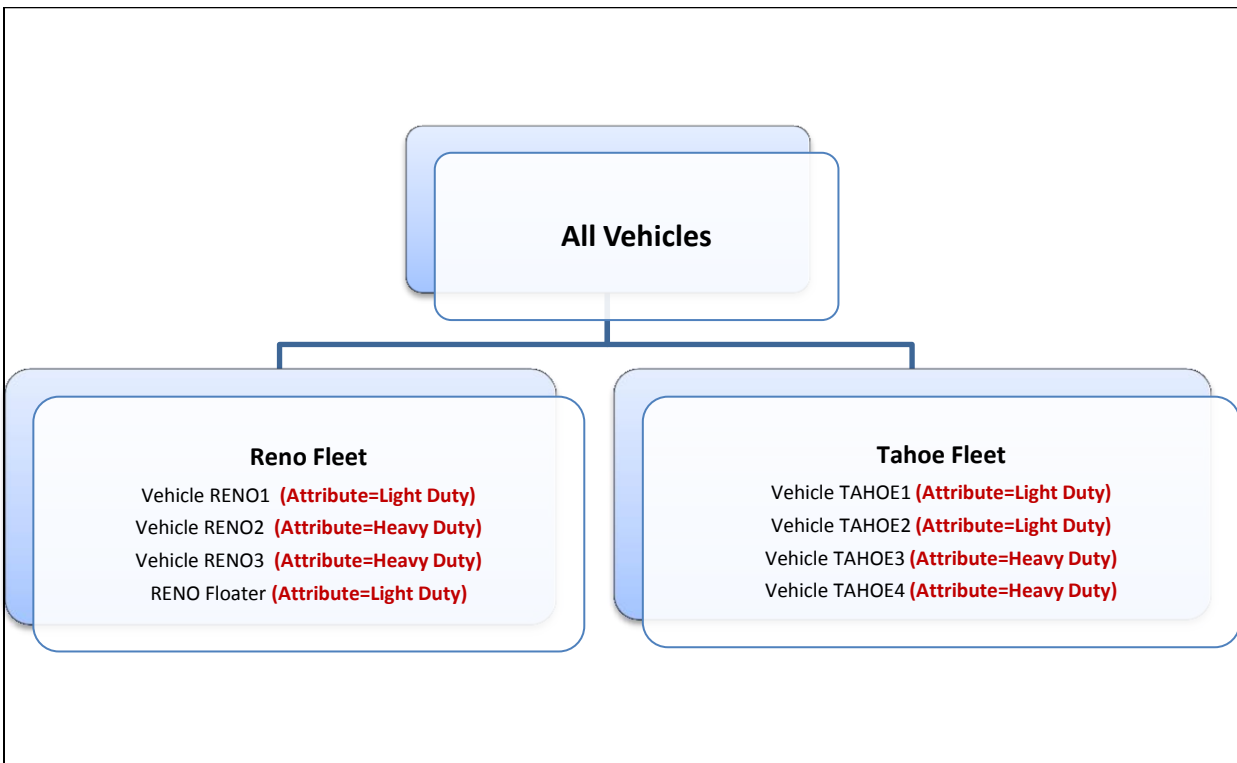 All Vehicles
Reno Fleet
Vehicle RENO1 (Attribute=Light Duty)
Vehicle RENO2 (Attribute=Heavy Duty)
Vehicle RENO3 (Attribute=Heavy Duty)
RENO Floater (Attribute=Light Duty)
Tahoe Fleet
Vehicle TAHOE1 (Attribute=Light Duty)
Vehicle TAHOE2 (Attribute=Light Duty)
Vehicle TAHOE3 (Attribute=Heavy Duty)
Vehicle TAHOE4 (Attribute=Heavy Duty)